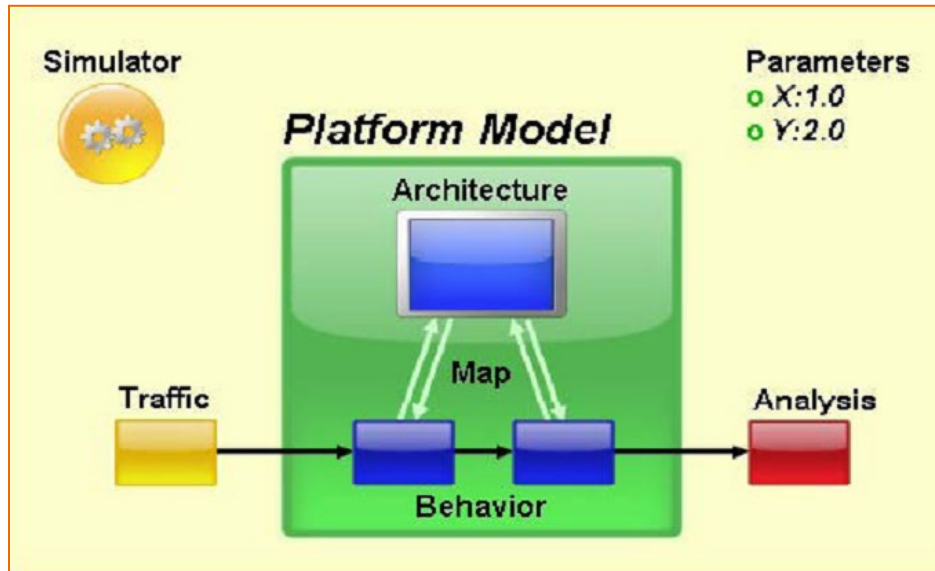 Simulator
Parameters
X:1.0
Y:2.0
Platform Model
Architecture
Map
Traffic
Analysis
Behavior